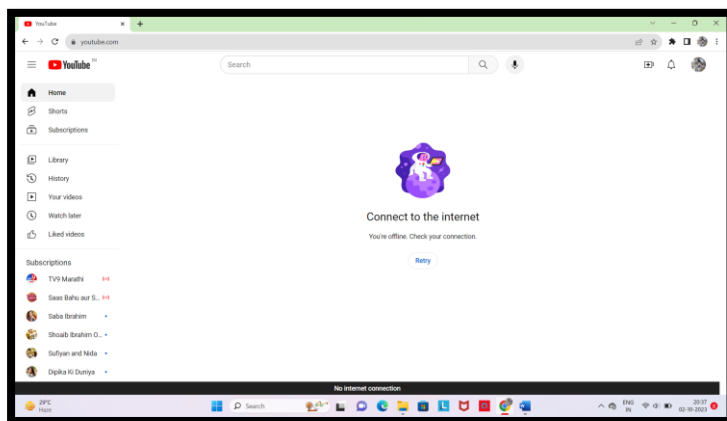 YouTube
youtube.com
YouTube IN
Search
Home
Shorts
Subscriptions
Library
History
Your videos
Watch later
Liked videos
Connect to the internet
You're offline. Check your connection.
Retry
Subscriptions
TV9 Marathi
Saas Bahu aur S...
Saba Ibrahim
Shoaib Ibrahim O...
Sufiyan and Nida
Dipika Ki Duniya
No internet connection
29°C
Haze
Search
ENG
IN
20:37
02-10-2023